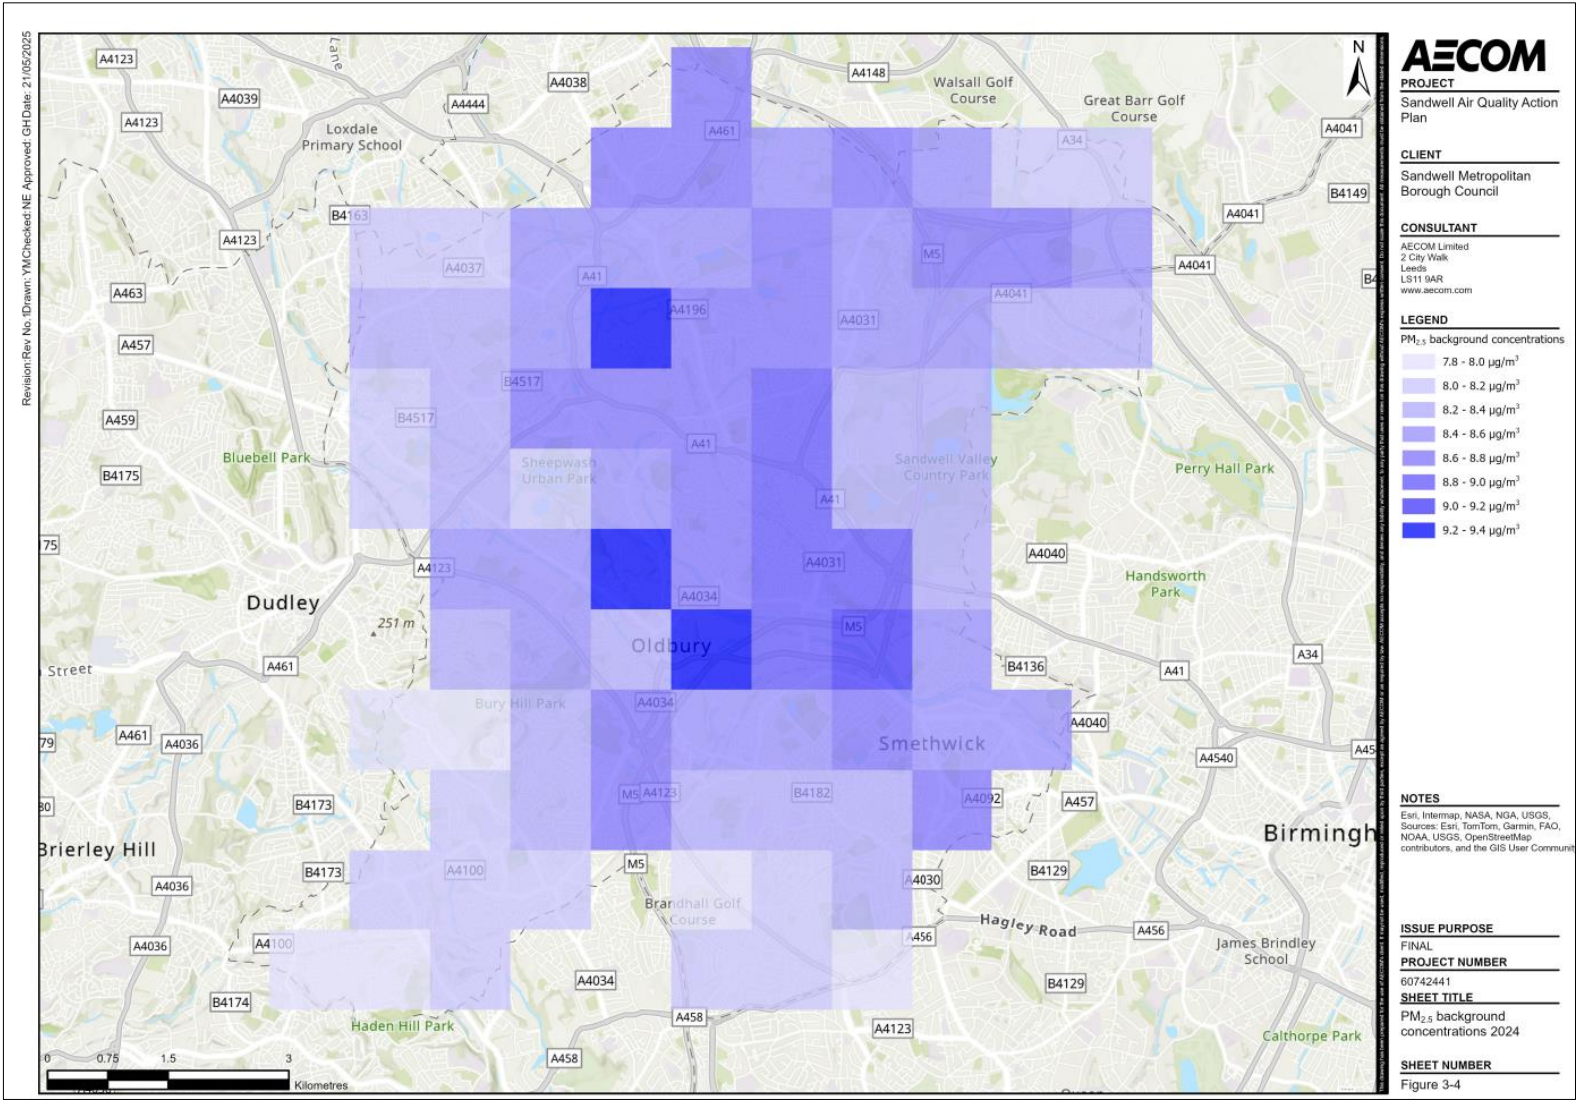 Revision:Rev No.1Drawn: YMChecked:NE Approved: GHDate: 21/05/2025
A4123
Lane
A4038
A4148
Walsall Golf
Course
N
A4039
A4444
Great Barr Golf
Course
A4123
Loxdale
Primary School
A461
A34
A4041
B4163
B4149
A4123
A4041
A4037
A41
M5
A4041
A463
A4041
A4196
A4031
A457
B4517
A459
B4517
A41
Bluebell Park
Sheepwash
Urban Park
Sandwell Valley
Country Park
Perry Hall Park
B4175
A41
75
A4123
A4031
A4040
Handsworth
Park
Dudley
A4034
251 m
Oldbury
M5
Street
A461
B4136
A41
A34
Bury Hill Park
A4034
A4040
79
A461
A4036
Smethwick
A4540
A45
80
B4173
M5
A4123
B4182
A4092
A457
Birmingh
Brierley Hill
M5
B4173
A4100
A4030
B4129
A4036
Brandhall Golf
Course
Hagley Road
A4036
A4100
A456
A456
James Brindley
School
B4174
A4034
B4129
Haden Hill Park
A458
A4123
Calthorpe Park
A458
0 0.75 1.5 3
Kilometres
AECOM
PROJECT
Sandwell Air Quality Action
Plan
CLIENT
Sandwell Metropolitan
Borough Council
CONSULTANT
AECOM Limited
2 City Walk
Leeds
LS11 9AR
www.aecom.com
LEGEND
PM2.5 background concentrations
7.8 - 8.0 µg/m³
8.0 - 8.2 µg/m³
8.2 - 8.4 µg/m³
8.4 - 8.6 µg/m³
8.6 - 8.8 µg/m³
8.8 - 9.0 µg/m³
9.0 - 9.2 µg/m³
9.2 - 9.4 µg/m³
NOTES
Esri, Intermap, NASA, NGA, USGS,
Sources: Esri, TomTom, Garmin, FAO,
NOAA, USGS, OpenStreetMap
contributors, and the GIS User Communit
ISSUE PURPOSE
FINAL
PROJECT NUMBER
60742441
SHEET TITLE
PM2.5 background
concentrations 2024
SHEET NUMBER
Figure 3-4